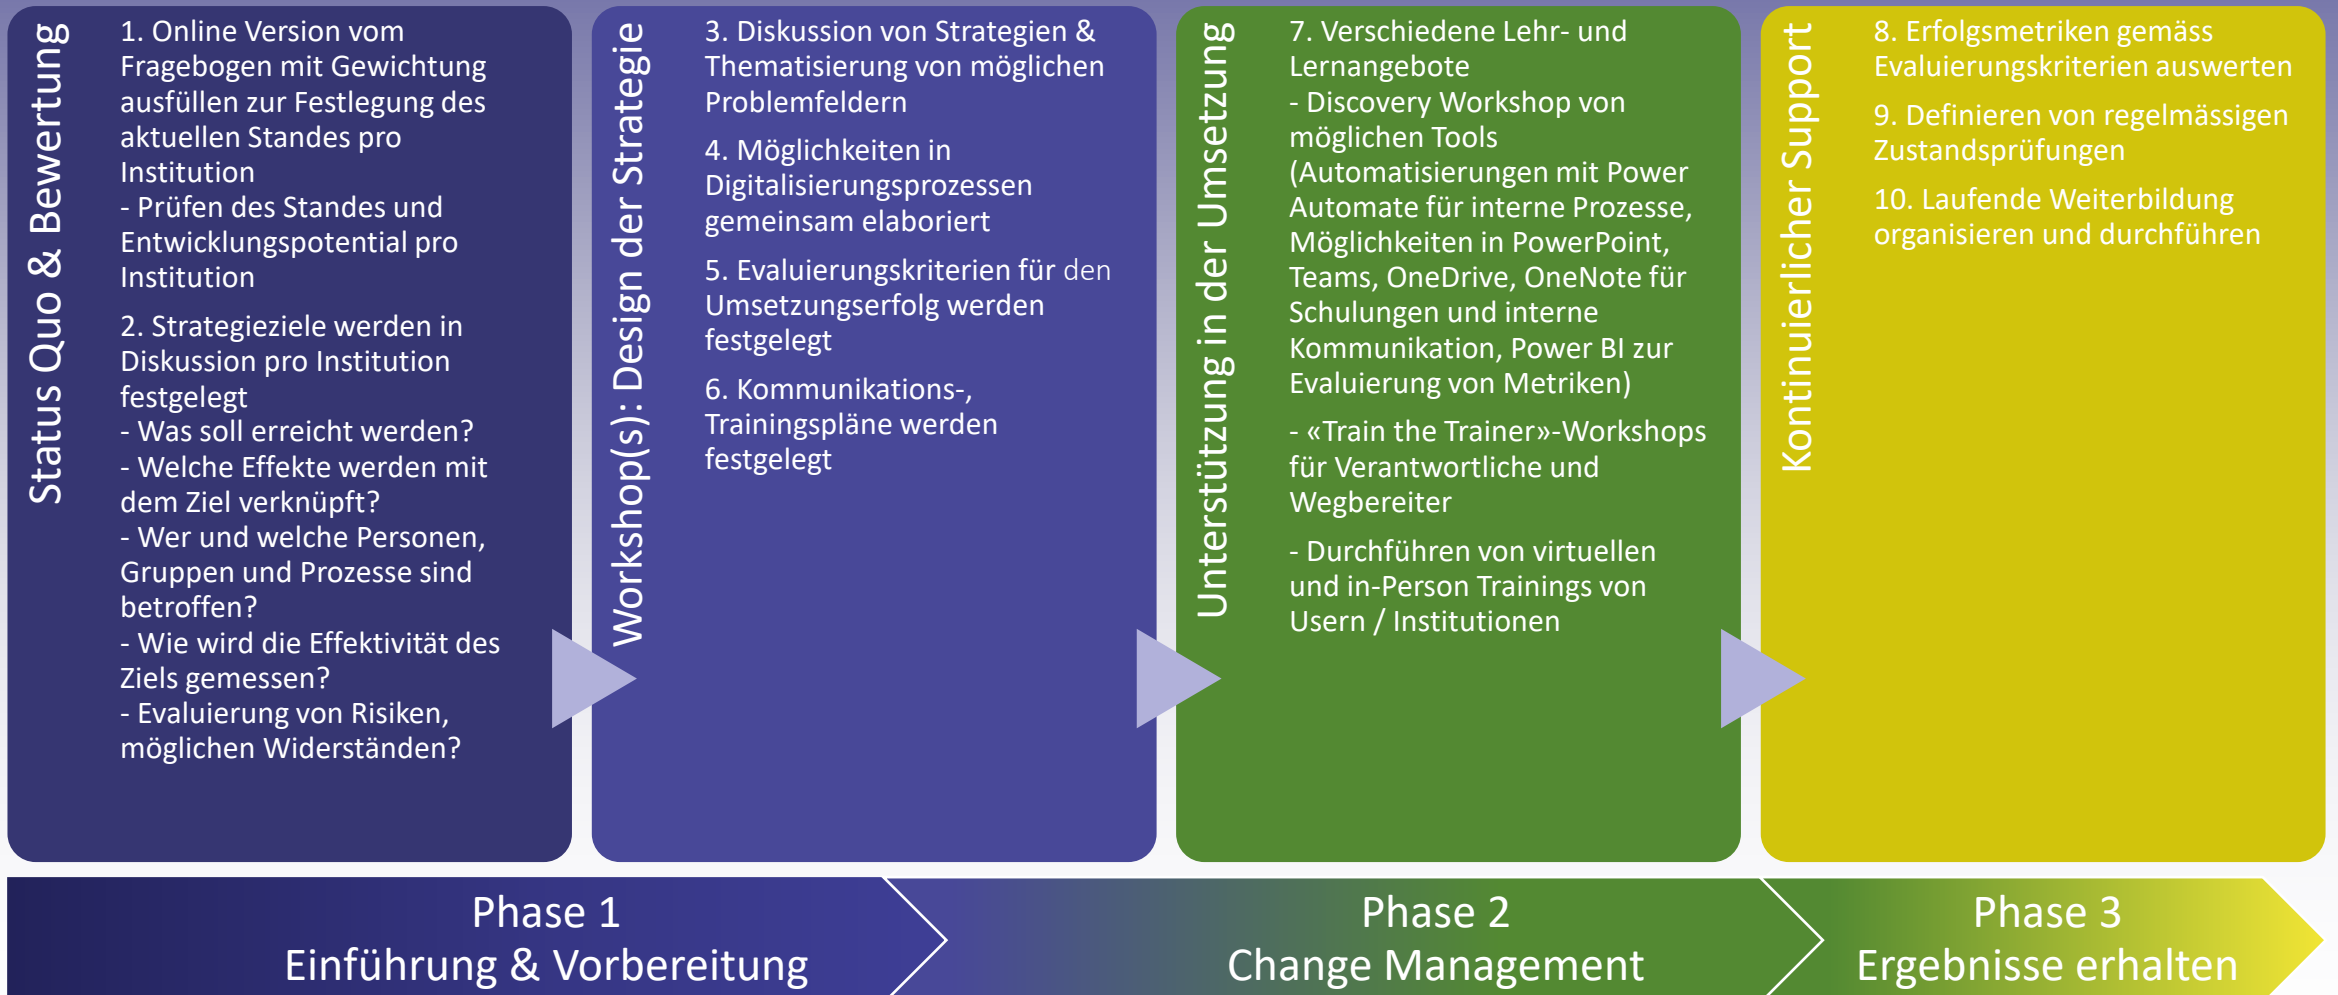 Status Quo & Bewertung
1. Online Version vom
Fragebogen mit Gewichtung
ausfüllen zur Festlegung des
aktuellen Standes pro
Institution
- Prüfen des Standes und
Entwicklungspotential pro
Institution
2. Strategieziele werden in
Diskussion pro Institution
festgelegt
- Was soll erreicht werden?
- Welche Effekte werden mit
dem Ziel verknüpft?
- Wer und welche Personen,
Gruppen und Prozesse sind
betroffen?
- Wie wird die Effektivität des
Ziels gemessen?
- Evaluierung von Risiken,
möglichen Widerständen?
Workshop(s): Design der Strategie
3. Diskussion von Strategien &
Thematisierung von möglichen
Problemfeldern
4. Möglichkeiten in
Digitalisierungsprozessen
gemeinsam elaboriert
5. Evaluierungskriterien für den
Umsetzungserfolg werden
festgelegt
6. Kommunikations-,
Trainingspläne werden
festgelegt
Unterstützung in der Umsetzung
7. Verschiedene Lehr- und
Lernangebote
- Discovery Workshop von
möglichen Tools
(Automatisierungen mit Power
Automate für interne Prozesse,
Möglichkeiten in PowerPoint,
Teams, OneDrive, OneNote für
Schulungen und interne
Kommunikation, Power BI zur
Evaluierung von Metriken)
- «Train the Trainer»-Workshops
für Verantwortliche und
Wegbereiter
- Durchführen von virtuellen
und in-Person Trainings von
Usern / Institutionen
Kontinuierlicher Support
8. Erfolgsmetriken gemäss
Evaluierungskriterien auswerten
9. Definieren von regelmässigen
Zustandsprüfungen
10. Laufende Weiterbildung
organisieren und durchführen
Phase 1
Einführung & Vorbereitung
Phase 2
Change Management
Phase 3
Ergebnisse erhalten